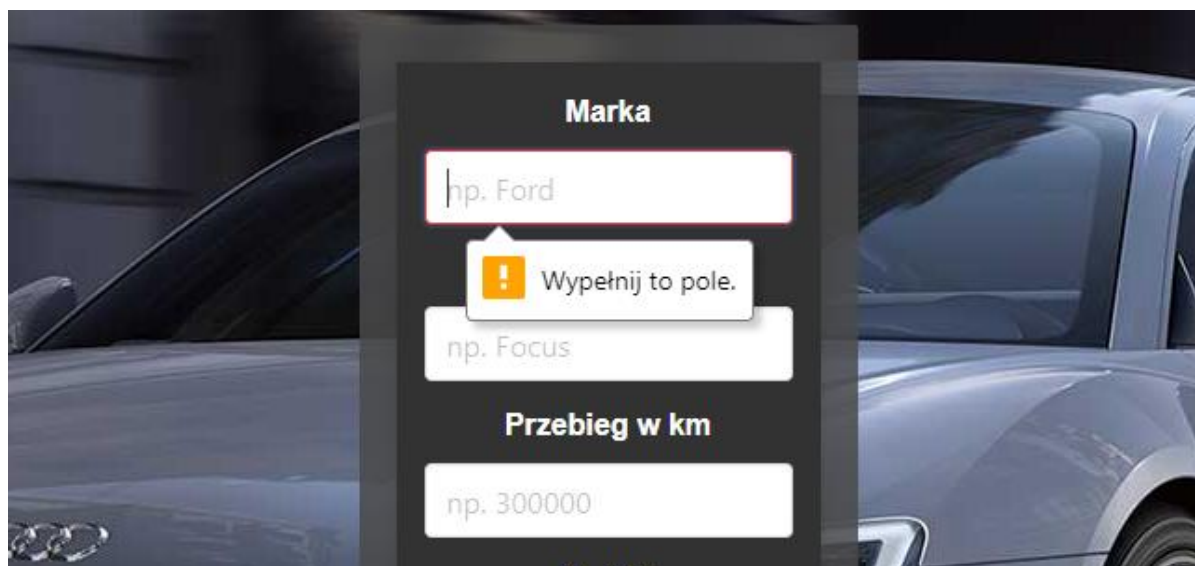 Marka
np. Ford
Wypełnij to pole.
np. Focus
Przebieg w km
np. 300000